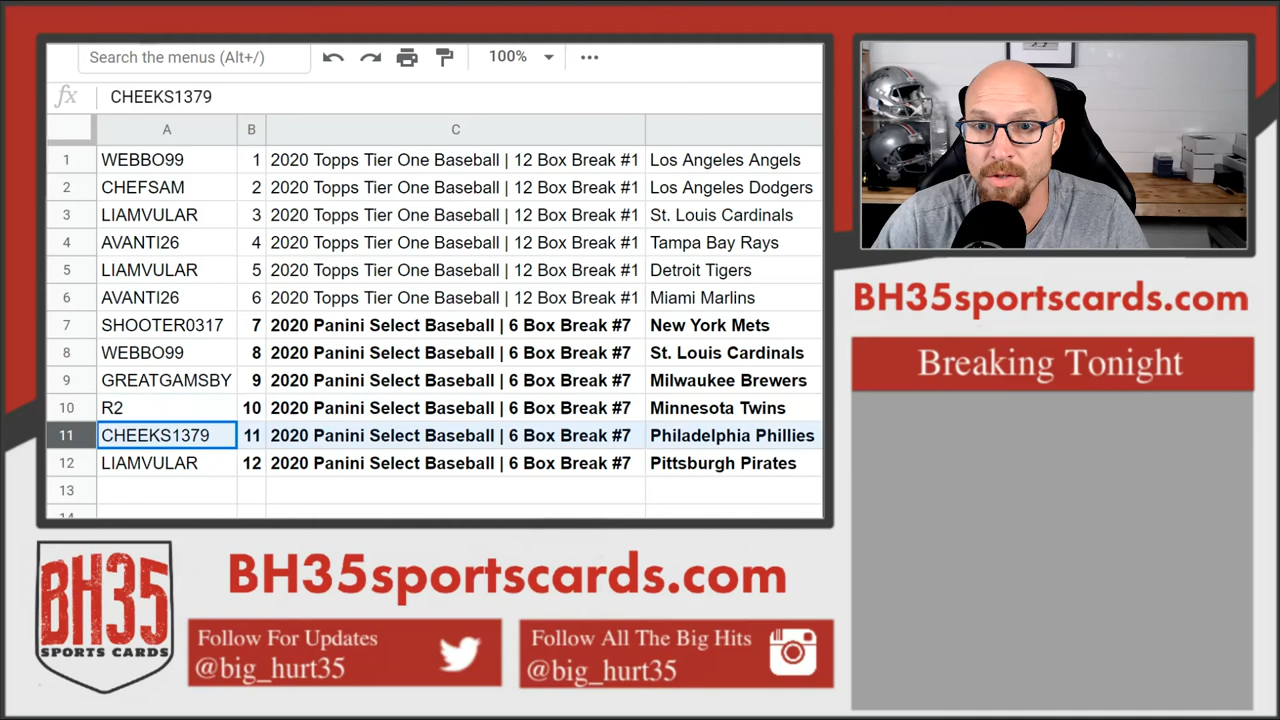 Search the menus (Alt+/) 100%
fx CHEEKS1379
A B C
1 WEBBO99 1 2020 Topps Tier One Baseball | 12 Box Break #1 Los Angeles Angels
2 CHEFSAM 2 2020 Topps Tier One Baseball | 12 Box Break #1 Los Angeles Dodgers
3 LIAMVULAR 3 2020 Topps Tier One Baseball | 12 Box Break #1 St. Louis Cardinals
4 AVANTI26 4 2020 Topps Tier One Baseball | 12 Box Break #1 Tampa Bay Rays
5 LIAMVULAR 5 2020 Topps Tier One Baseball | 12 Box Break #1 Detroit Tigers
6 AVANTI26 6 2020 Topps Tier One Baseball | 12 Box Break #1 Miami Marlins
7 SHOOTER0317 7 2020 Panini Select Baseball | 6 Box Break #7 New York Mets
8 WEBBO99 8 2020 Panini Select Baseball | 6 Box Break #7 St. Louis Cardinals
9 GREATGAMSBY 9 2020 Panini Select Baseball | 6 Box Break #7 Milwaukee Brewers
10 R2 10 2020 Panini Select Baseball | 6 Box Break #7 Minnesota Twins
11 CHEEKS1379 11 2020 Panini Select Baseball | 6 Box Break #7 Philadelphia Phillies
12 LIAMVULAR 12 2020 Panini Select Baseball | 6 Box Break #7 Pittsburgh Pirates
13
14
BH35sportscards.com
Breaking Tonight
BH35
SPORTS CARDS
BH35sportscards.com
Follow For Updates
@big_hurt35
Follow All The Big Hits
@big_hurt35